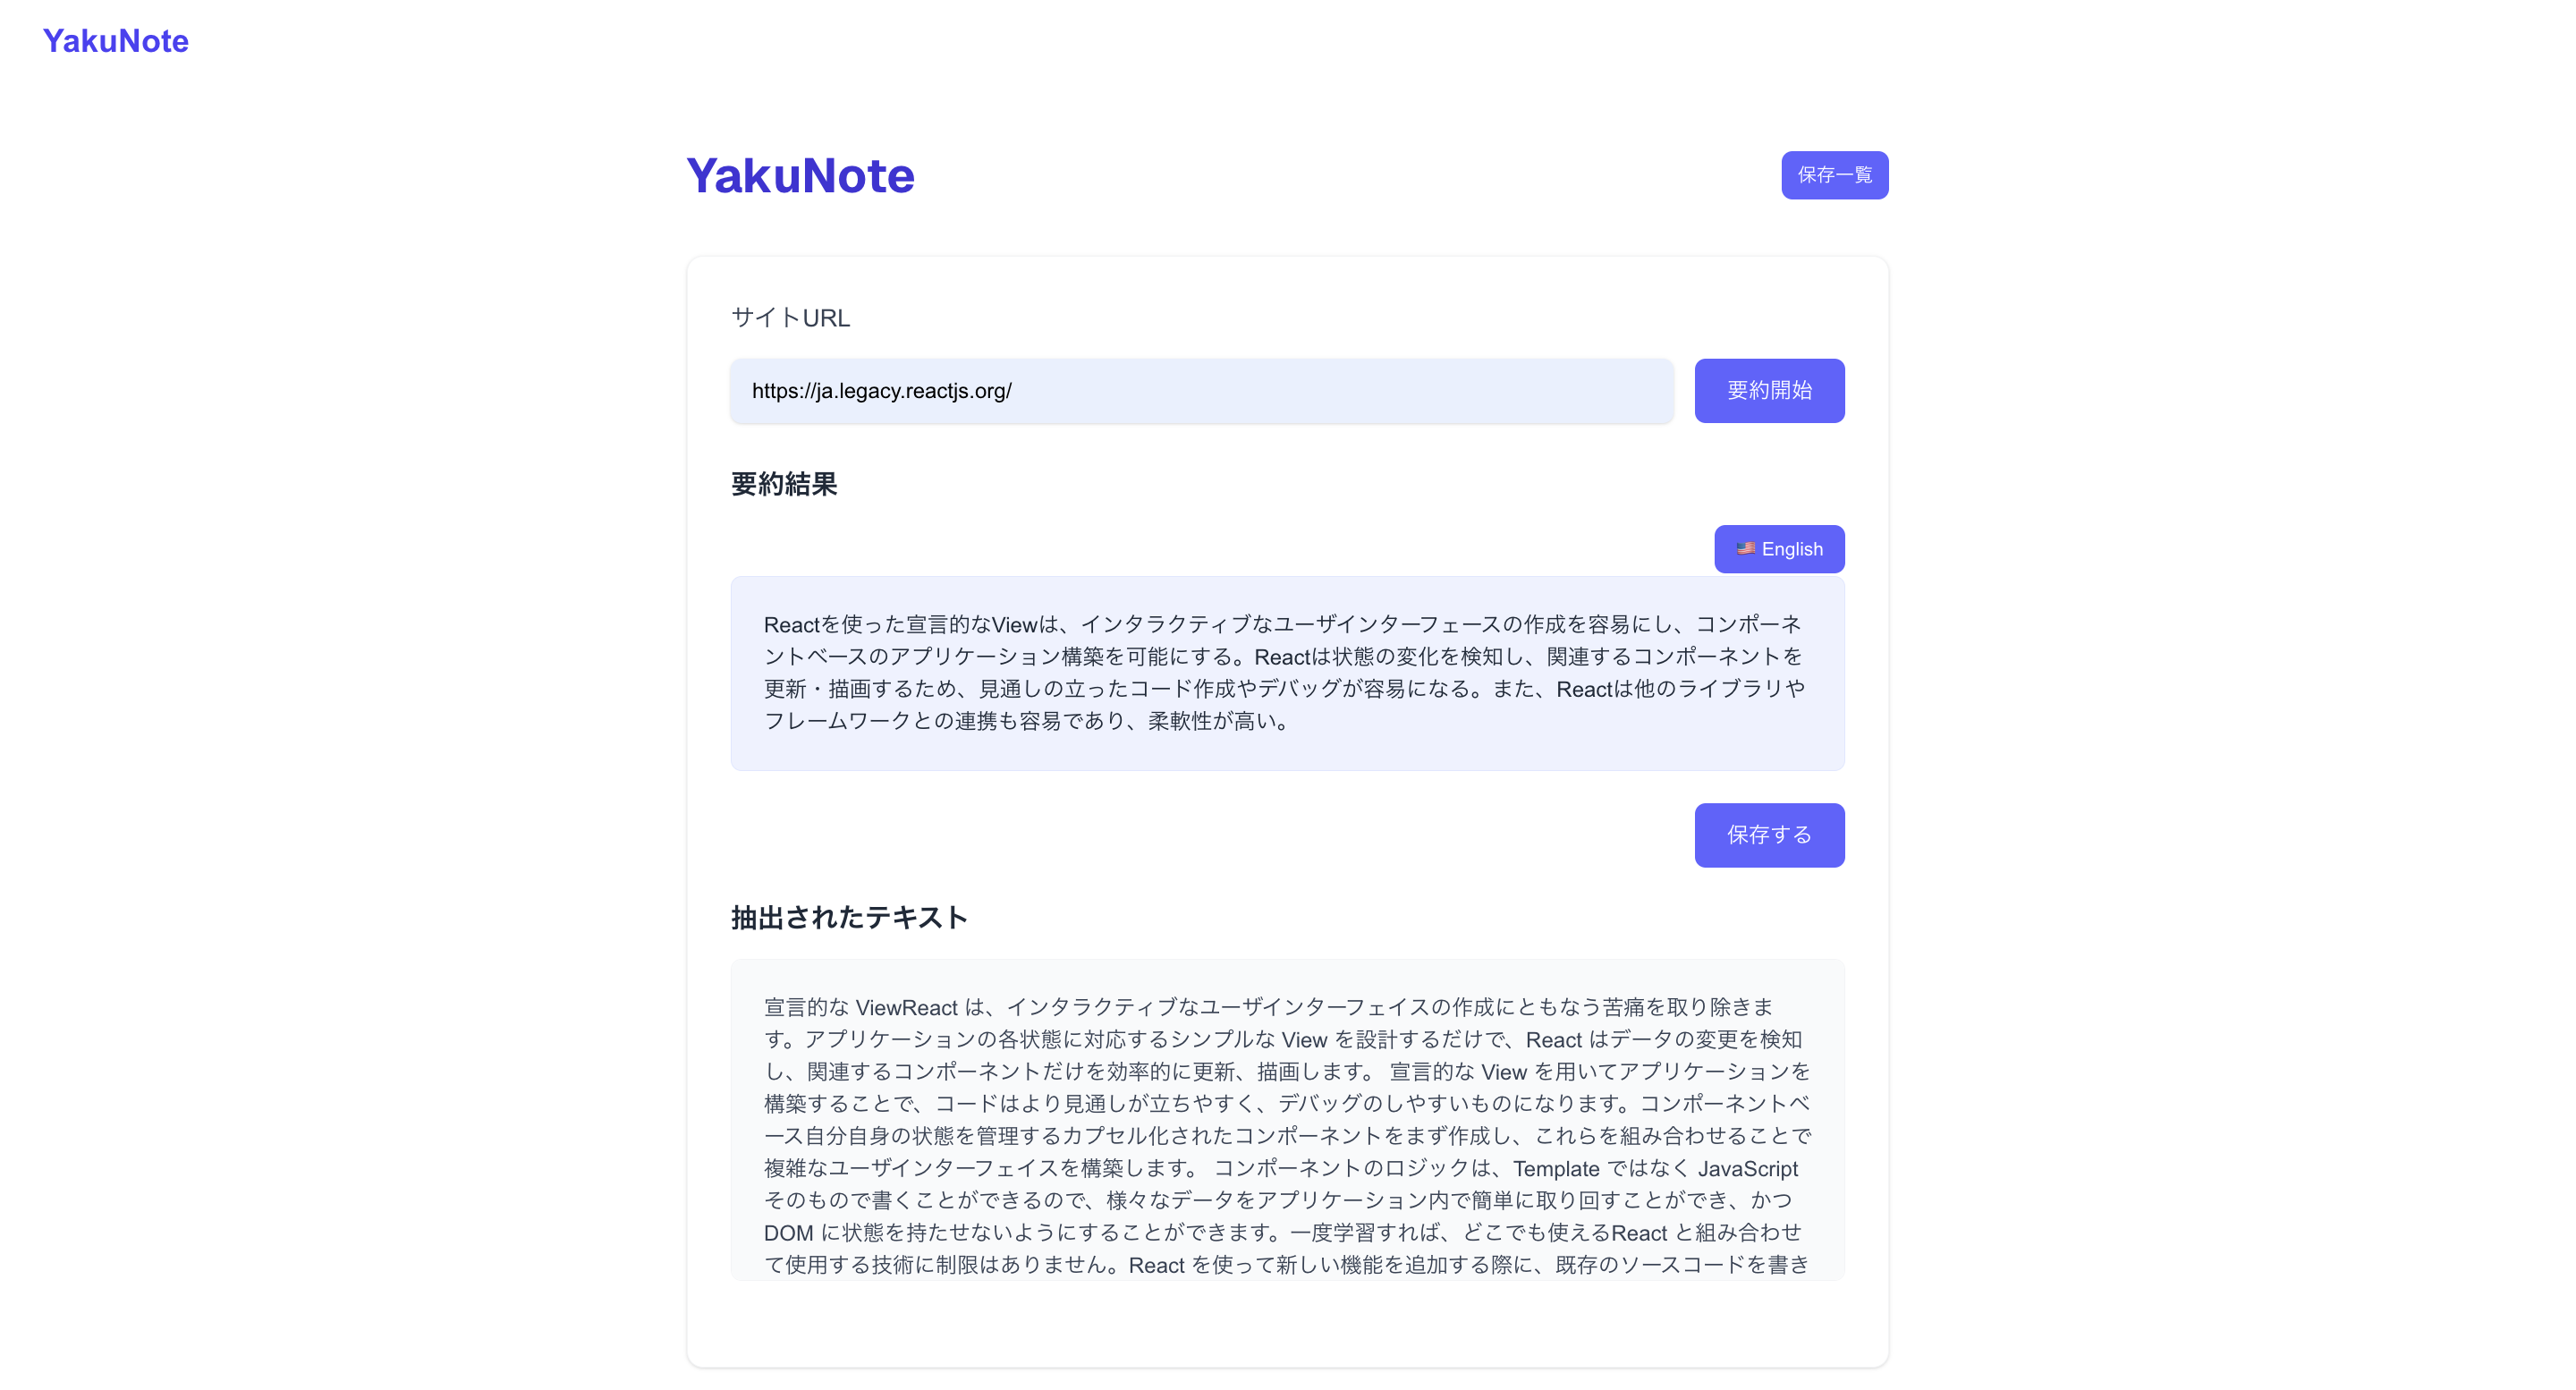 YakuNote
YakuNote
保存一覧
サイトURL
https://ja.legacy.reactjs.org/
要約開始
要約結果
🇺🇸 English
Reactを使った宣言的なViewは、インタラクティブなユーザインターフェースの作成を容易にし、コンポーネ
ントベースのアプリケーション構築を可能にする。Reactは状態の変化を検知し、関連するコンポーネントを
更新・描画するため、見通しの立ったコード作成やデバッグが容易になる。また、Reactは他のライブラリや
フレームワークとの連携も容易であり、柔軟性が高い。
保存する
抽出されたテキスト
宣言的な ViewReact は、インタラクティブなユーザインターフェイスの作成にともなう苦痛を取り除きま
す。アプリケーションの各状態に対応するシンプルな View を設計するだけで、React はデータの変更を検知
し、関連するコンポーネントだけを効率的に更新、描画します。 宣言的な View を用いてアプリケーションを
構築することで、コードはより見通しが立ちやすく、デバッグのしやすいものになります。コンポーネントベ
ース自分自身の状態を管理するカプセル化されたコンポーネントをまず作成し、これらを組み合わせることで
複雑なユーザインターフェイスを構築します。 コンポーネントのロジックは、Template ではなく JavaScript
そのもので書くことができるので、様々なデータをアプリケーション内で簡単に取り回すことができ、かつ
DOM に状態を持たせないようにすることができます。一度学習すれば、どこでも使えるReact と組み合わせ
て使用する技術に制限はありません。React を使って新しい機能を追加する際に、既存のソースコードを書き